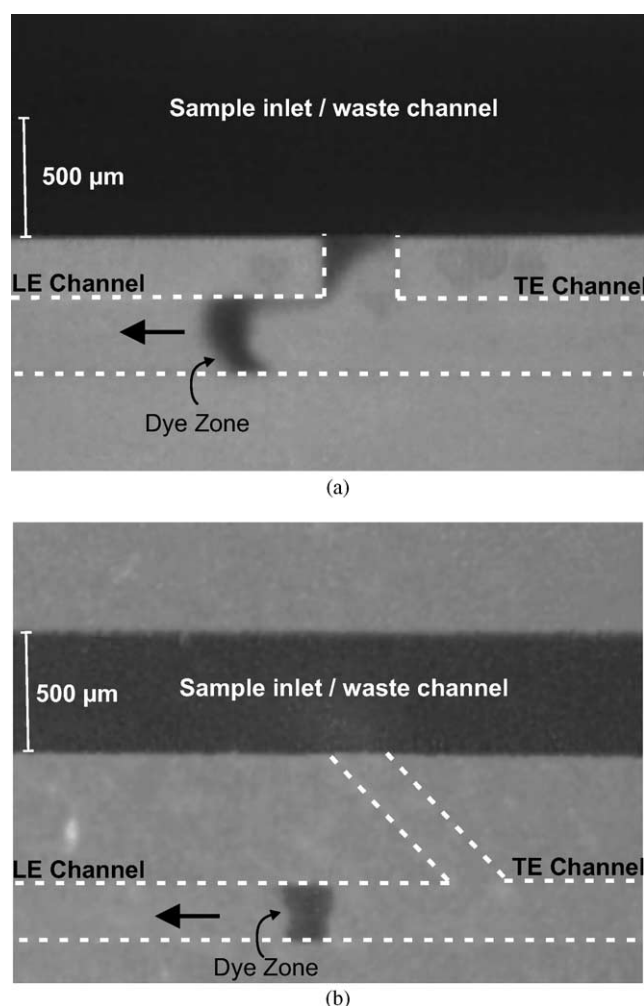 Sample inlet / waste channel
500 µm
LE Channel
TE Channel
Dye Zone
(a)
Sample inlet / waste channel
500 µm
LE Channel
TE Channel
Dye Zone
(b)